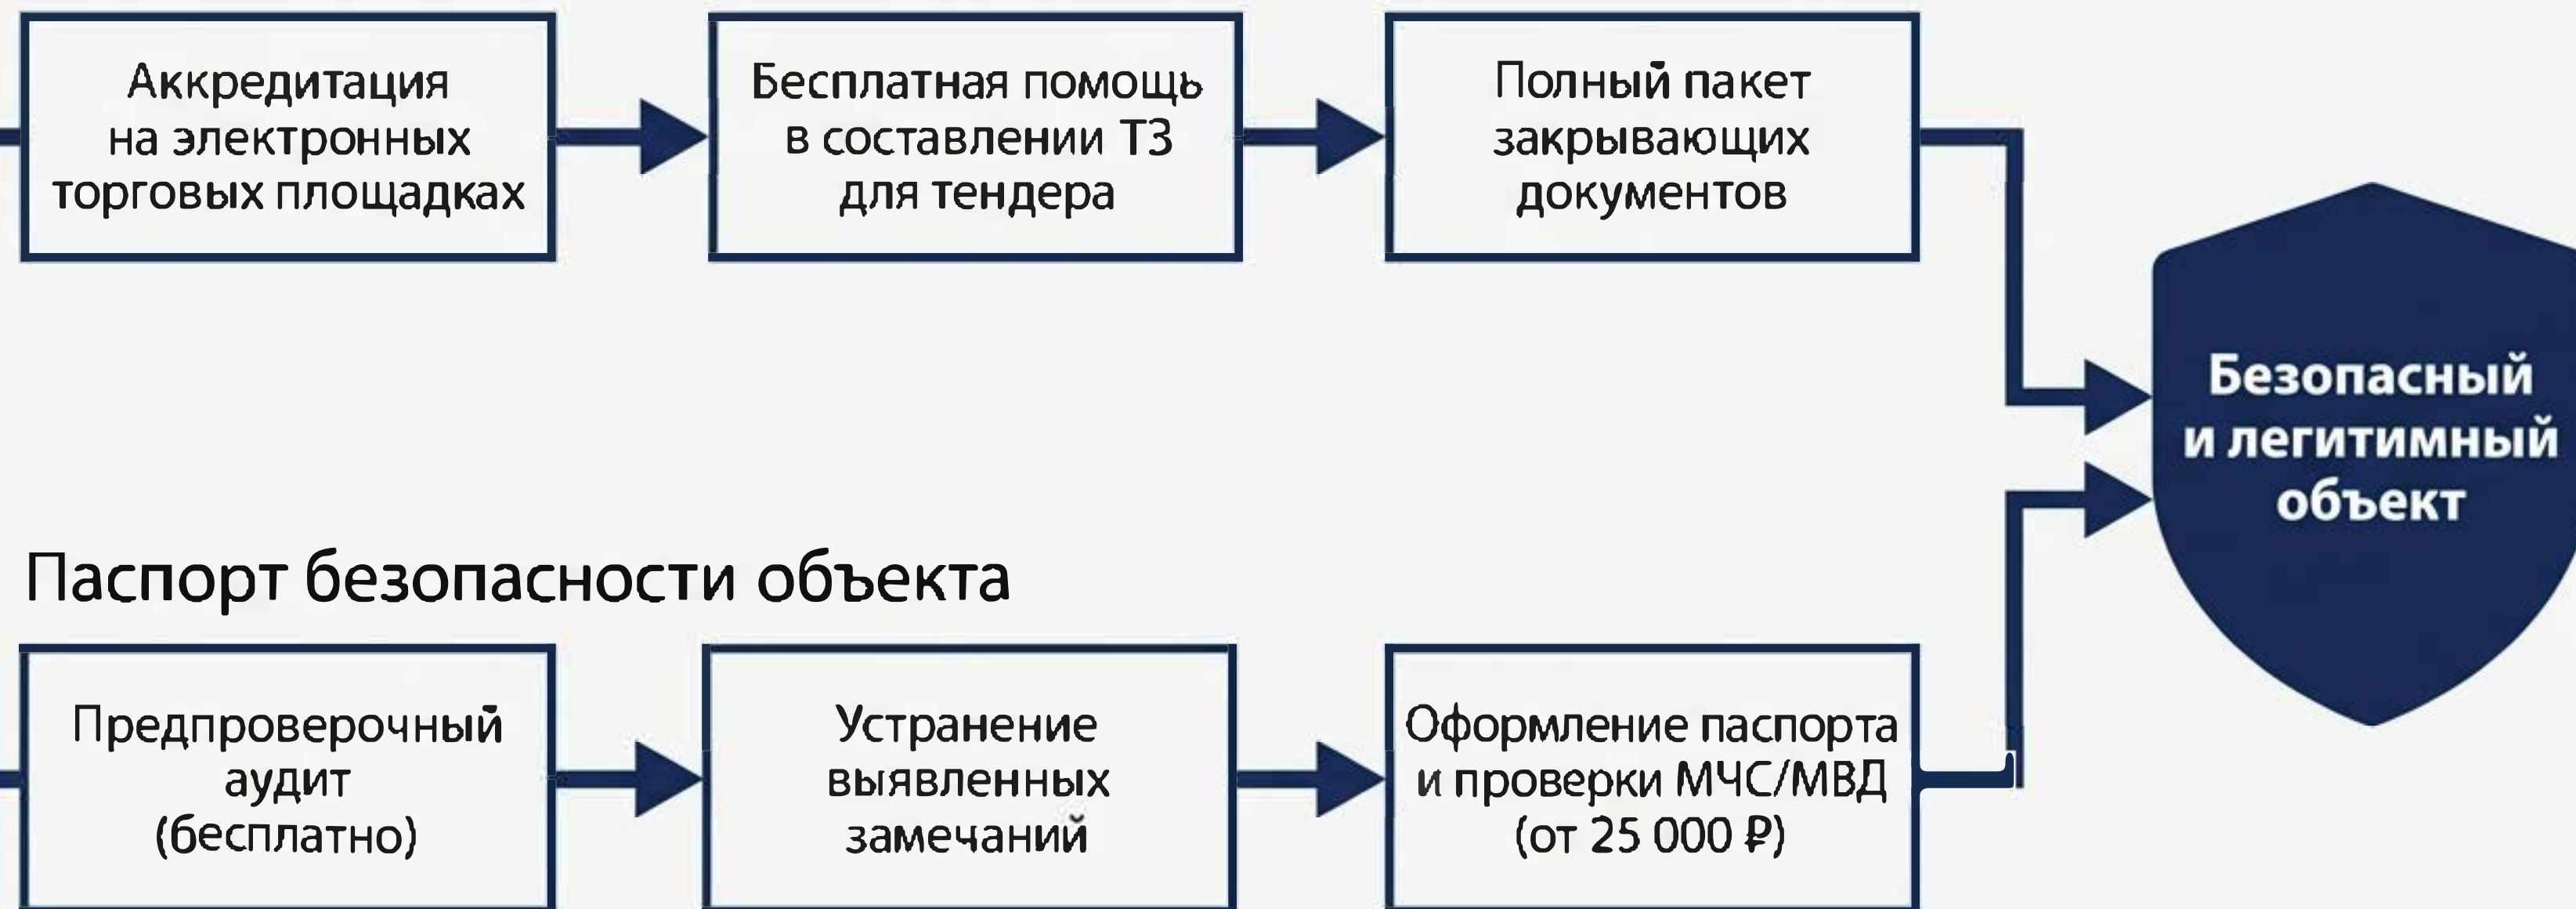 Аккредитация
на электронных
торговых площадках
Бесплатная помощь
в составлении ТЗ
для тендера
Полный пакет
закрывающих
документов
Безопасный
и легитимный
объект
Паспорт безопасности объекта
Предпроверочный
аудит
(бесплатно)
Устранение
выявленных
замечаний
Оформление паспорта
и проверки МЧС/МВД
(от 25 000 ₽)